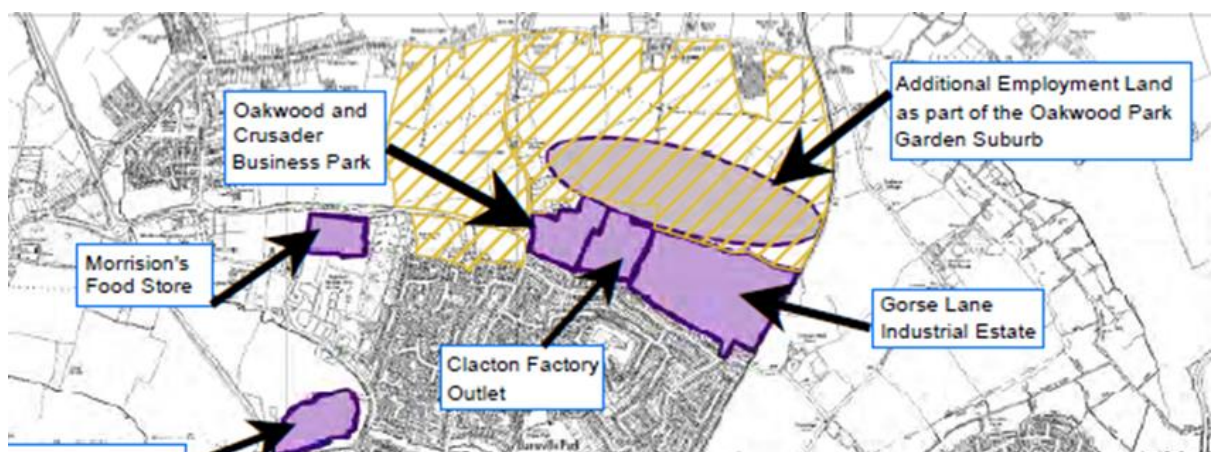 Oakwood and
Crusader
Business Park
Additional Employment Land
as part of the Oakwood Park
Garden Suburb
Morrision's
Food Store
Clacton Factory
Outlet
Gorse Lane
Industrial Estate